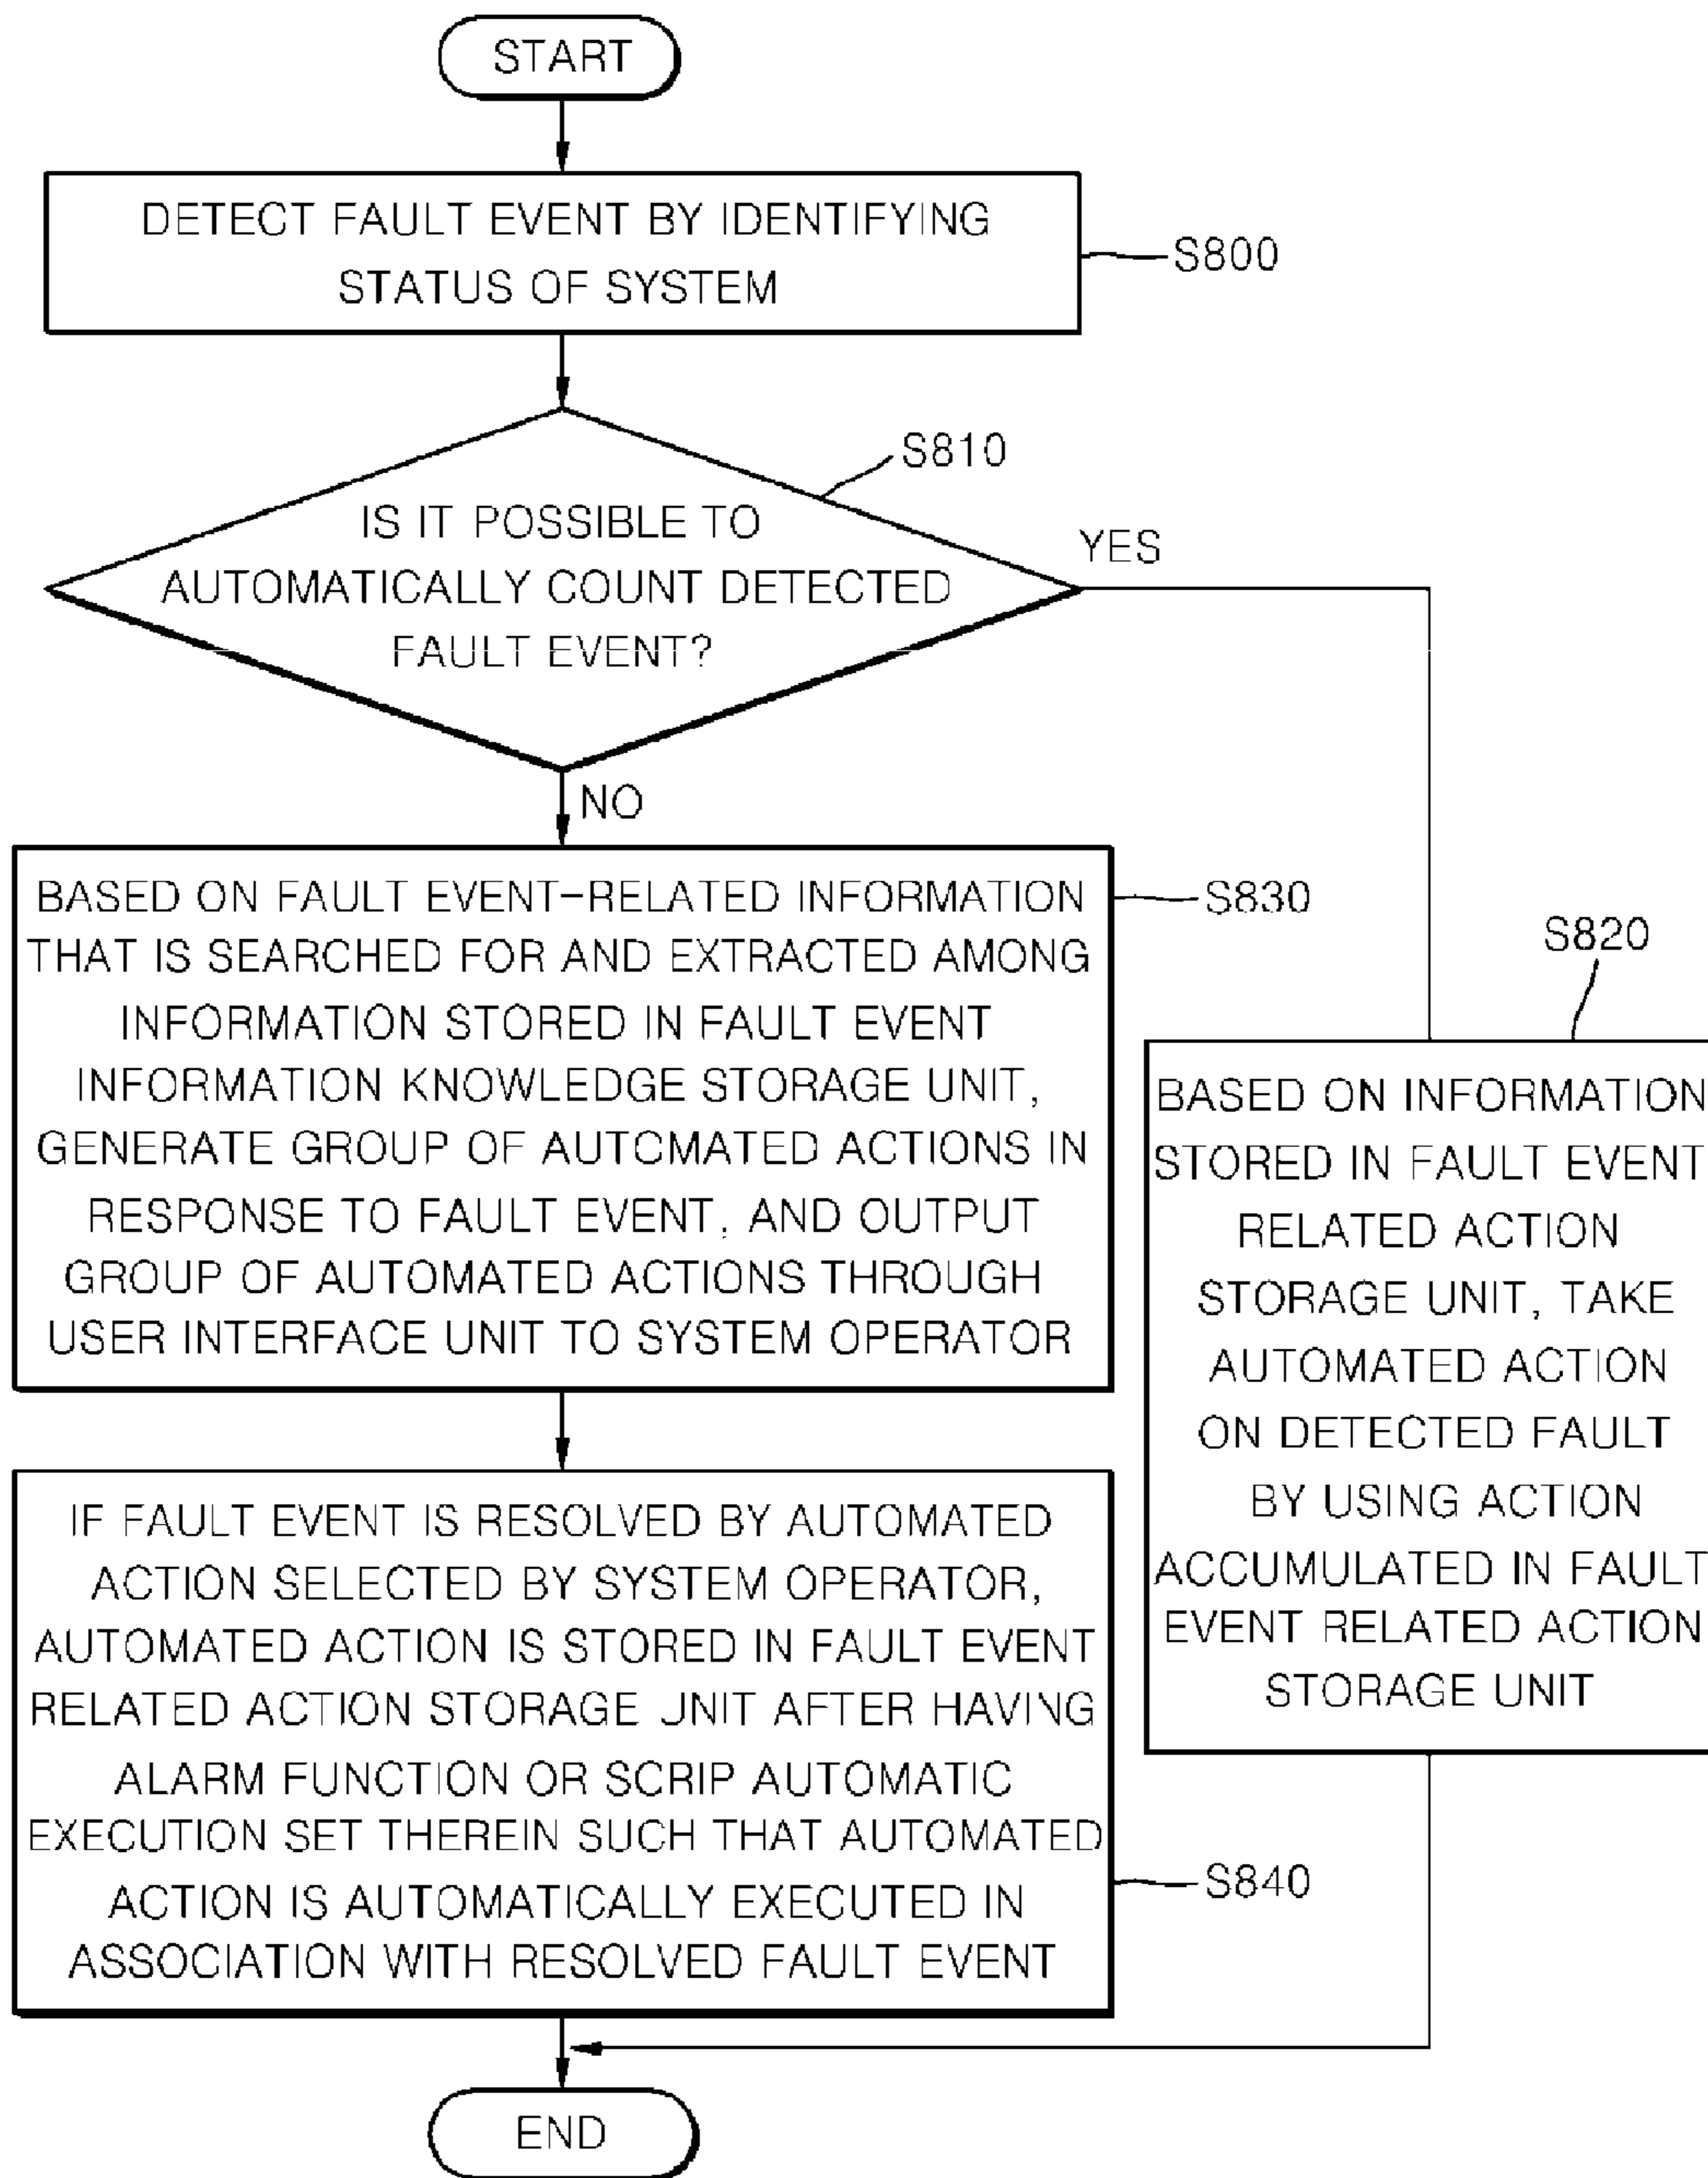 START
DETECT FAULT EVENT BY IDENTIFYING
STATUS OF SYSTEM
S800
S810
IS IT POSSIBLE TO
AUTOMATICALLY COUNT DETECTED
FAULT EVENT?
YES
NO
BASED ON FAULT EVENT-RELATED INFORMATION
THAT IS SEARCHED FOR AND EXTRACTED AMONG
INFORMATION STORED IN FAULT EVENT
INFORMATION KNOWLEDGE STORAGE UNIT,
GENERATE GROUP OF AUTOMATED ACTIONS IN
RESPONSE TO FAULT EVENT, AND OUTPUT
GROUP OF AUTOMATED ACTIONS THROUGH
USER INTERFACE UNIT TO SYSTEM OPERATOR
S830
S820
BASED ON INFORMATION
STORED IN FAULT EVENT
RELATED ACTION
STORAGE UNIT, TAKE
AUTOMATED ACTION
ON DETECTED FAULT
BY USING ACTION
ACCUMULATED IN FAULT
EVENT RELATED ACTION
STORAGE UNIT
IF FAULT EVENT IS RESOLVED BY AUTOMATED
ACTION SELECTED BY SYSTEM OPERATOR,
AUTOMATED ACTION IS STORED IN FAULT EVENT
RELATED ACTION STORAGE UNIT AFTER HAVING
ALARM FUNCTION OR SCRIP AUTOMATIC
EXECUTION SET THEREIN SUCH THAT AUTOMATED
ACTION IS AUTOMATICALLY EXECUTED IN
ASSOCIATION WITH RESOLVED FAULT EVENT
S840
END